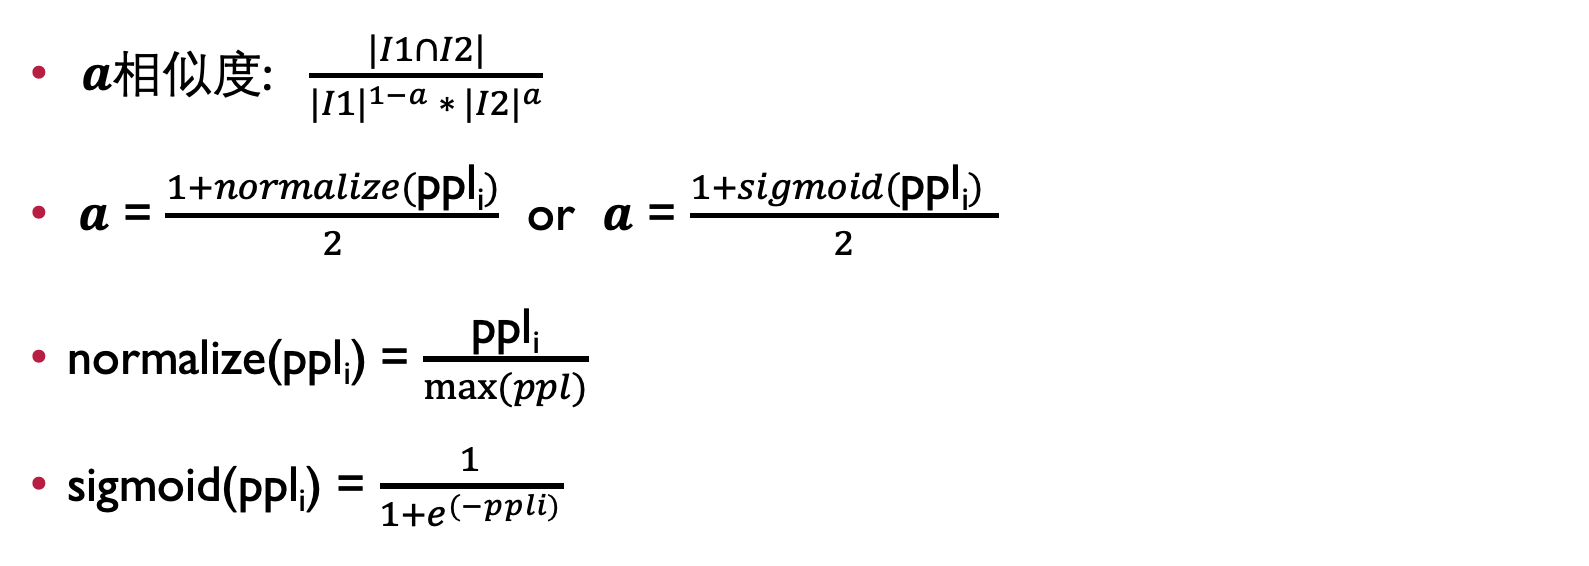 • a相似度: |I1∩I2| / |I1|^{1−a} * |I2|^{a}
• a = 1+normalize(ppl_i) / 2 or a = 1+sigmoid(ppl_i) / 2
• normalize(ppl_i) = ppl_i / max(ppl)
• sigmoid(ppl_i) = 1 / 1+e^{(−ppli)}